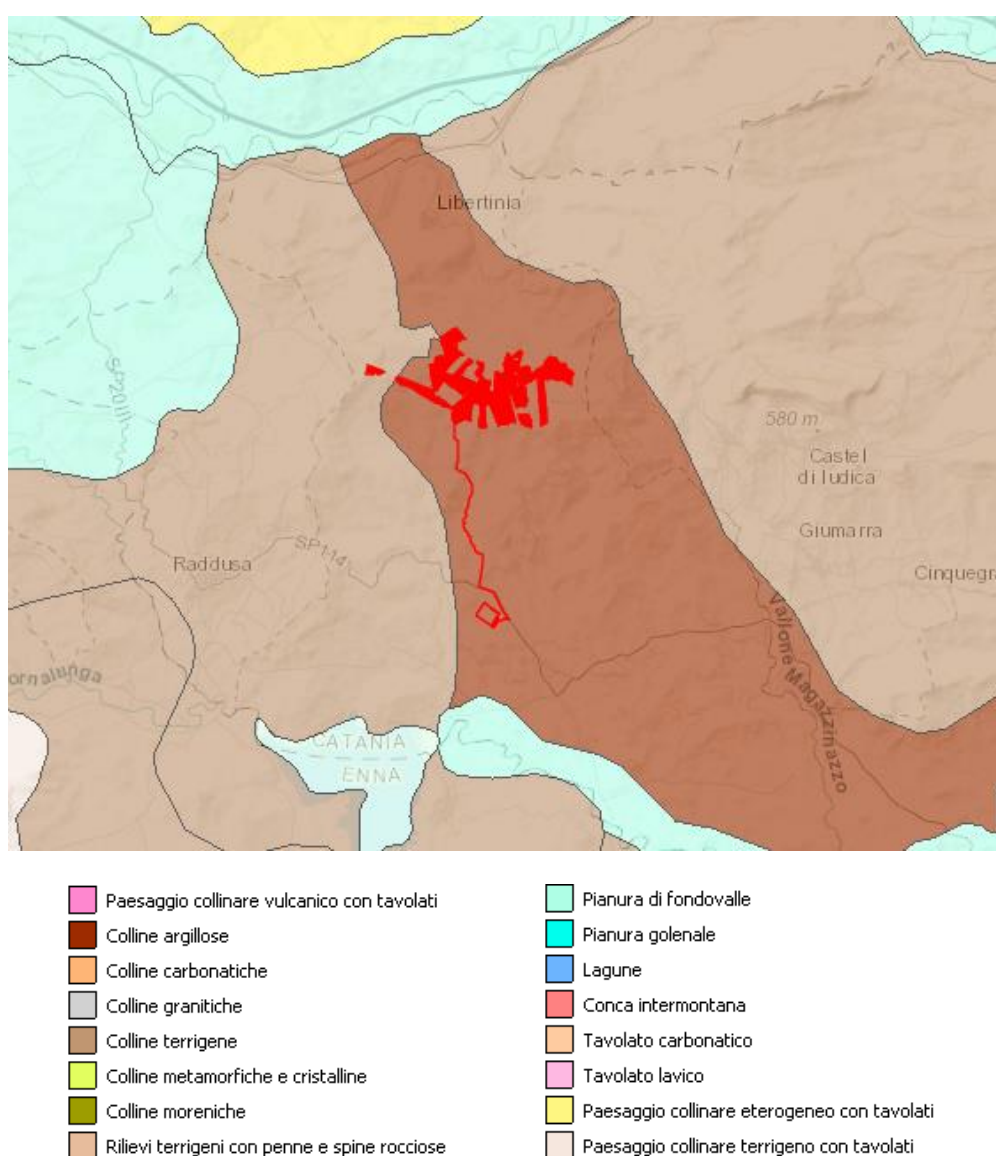 Libertinia
SP20III
580 m
Castel
di Iudica
Giumarra
SP114
Raddusa
Cinquegra
Vallone Magazzinazzo
ornalunga
CATANIA
ENNA
Paesaggio collinare vulcanico con tavolati
Colline argillose
Colline carbonatiche
Colline granitiche
Colline terrigene
Colline metamorfiche e cristalline
Colline moreniche
Rilievi terrigeni con penne e spine rocciose
Pianura di fondovalle
Pianura golenale
Lagune
Conca intermontana
Tavolato carbonatico
Tavolato lavico
Paesaggio collinare eterogeneo con tavolati
Paesaggio collinare terrigeno con tavolati